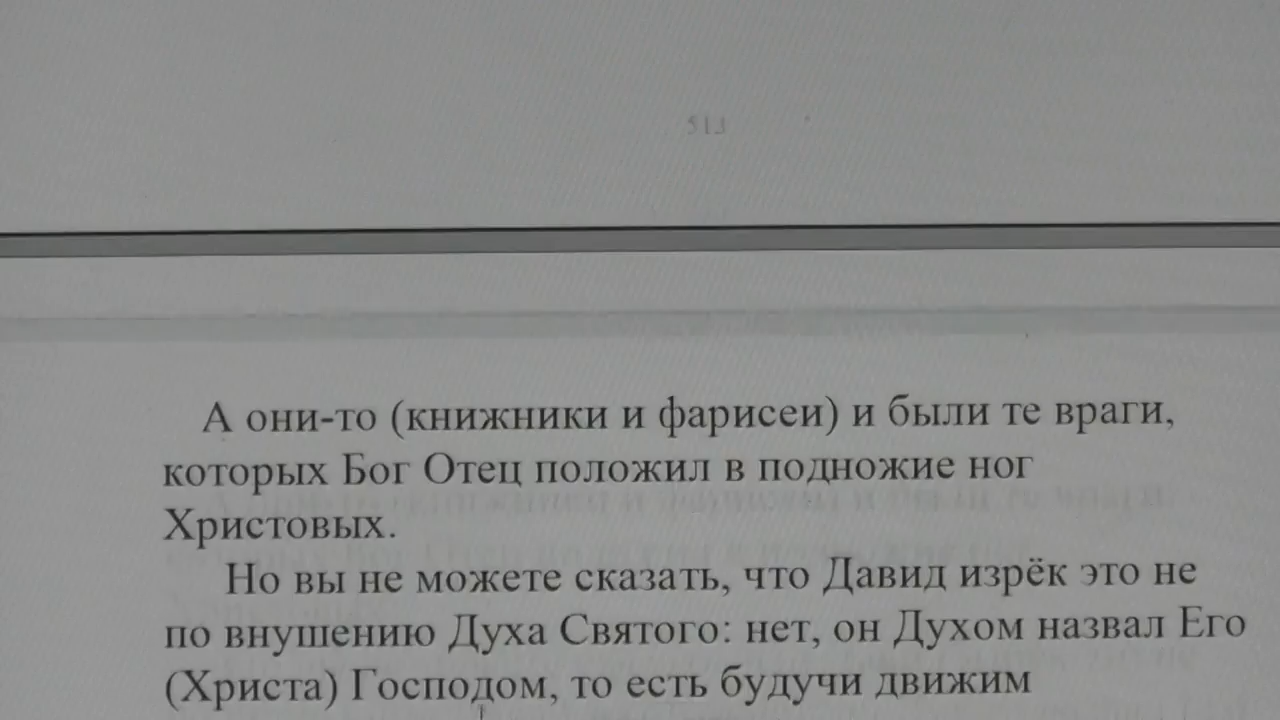 А они-то (книжники и фарисеи) и были те враги,
которых Бог Отец положил в подножие ног
Христовых.
Но вы не можете сказать, что Давид изрёк это не
по внушению Духа Святого: нет, он Духом назвал Его
(Христа) Господом, то есть будучи движим